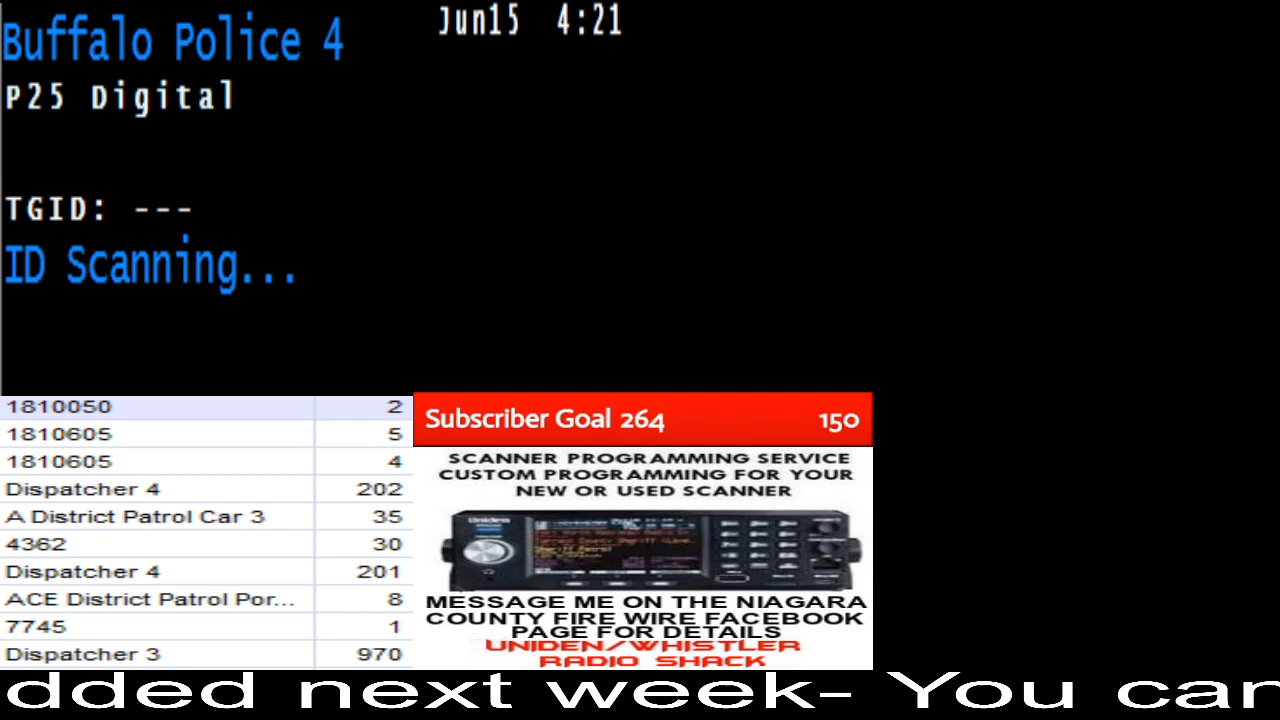 Buffalo Police 4
Jun15 4:21
P25 Digital
TGID: ---
ID Scanning...
1810050 2
1810605 5
1810605 4
Dispatcher 4 202
A District Patrol Car 3 35
4362 30
Dispatcher 4 201
ACE District Patrol Por... 8
7745 1
Dispatcher 3 970
Subscriber Goal 264 150
SCANNER PROGRAMMING SERVICE
CUSTOM PROGRAMMING FOR YOUR
NEW OR USED SCANNER
Uniden
MESSAGE ME ON THE NIAGARA
COUNTY FIRE WIRE FACEBOOK
PAGE FOR DETAILS
UNIDEN/WHISTLER
RADIO SHACK
dded next week- You can